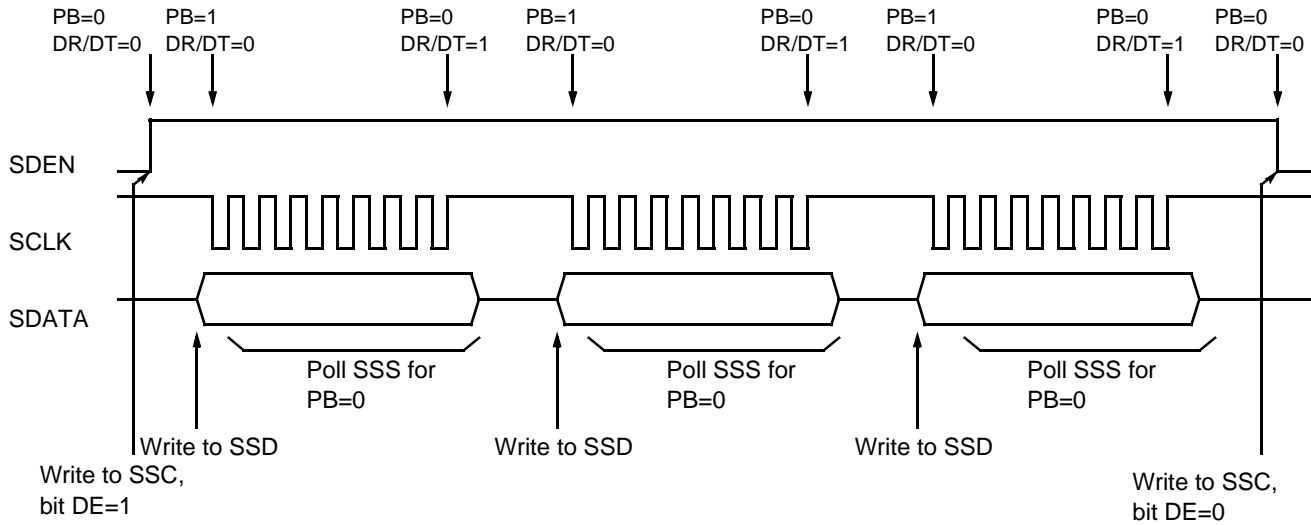 PB=0 PB=1 PB=0 PB=1 PB=0 PB=1 PB=0 PB=0
DR/DT=0 DR/DT=0 DR/DT=1 DR/DT=0 DR/DT=1 DR/DT=0 DR/DT=1 DR/DT=0
SDEN
SCLK
SDATA
Poll SSS for Poll SSS for Poll SSS for
PB=0 PB=0 PB=0
Write to SSD Write to SSD Write to SSD
Write to SSC, Write to SSC,
bit DE=1 bit DE=0